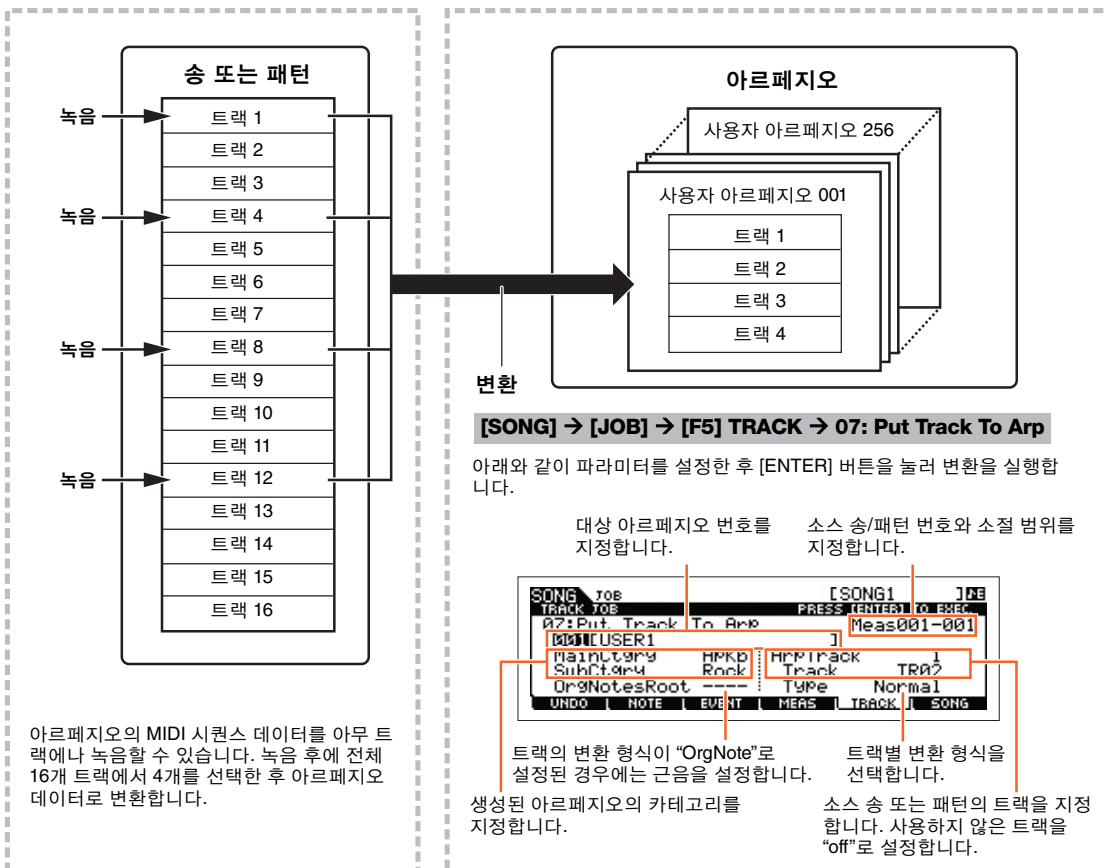 송 또는 패턴
녹음
트랙 1
트랙 2
트랙 3
녹음
트랙 4
트랙 5
트랙 6
트랙 7
녹음
트랙 8
트랙 9
트랙 10
트랙 11
녹음
트랙 12
트랙 13
트랙 14
트랙 15
트랙 16
변환
아르페지오의 MIDI 시퀀스 데이터를 아무 트
랙에나 녹음할 수 있습니다. 녹음 후에 전체
16개 트랙에서 4개를 선택한 후 아르페지오
데이터로 변환합니다.
아르페지오
사용자 아르페지오 256
사용자 아르페지오 001
트랙 1
트랙 2
트랙 3
트랙 4
[SONG] → [JOB] → [F5] TRACK → 07: Put Track To Arp
아래와 같이 파라미터를 설정한 후 [ENTER] 버튼을 눌러 변환을 실행합
니다.
대상 아르페지오 번호를
지정합니다.
소스 송/패턴 번호와 소절 범위를
지정합니다.
SONG JOB [SONG1 ]
TRACK JOB PRESS [ENTER] TO EXEC.
07:Put Track To Arp Meas001-001
001[USER1 ]
MainCtgry ApKb ArpTrack 1
SubCtgry Rock Track TR02
OrgNotesRoot ---- Type Normal
UNDO NOTE EVENT MEAS TRACK SONG
트랙의 변환 형식이 “OrgNote”로
설정된 경우에는 근음을 설정합니다.
트랙별 변환 형식을
선택합니다.
생성된 아르페지오의 카테고리를
지정합니다.
소스 송 또는 패턴의 트랙을 지정
합니다. 사용하지 않은 트랙을
“off”로 설정합니다.